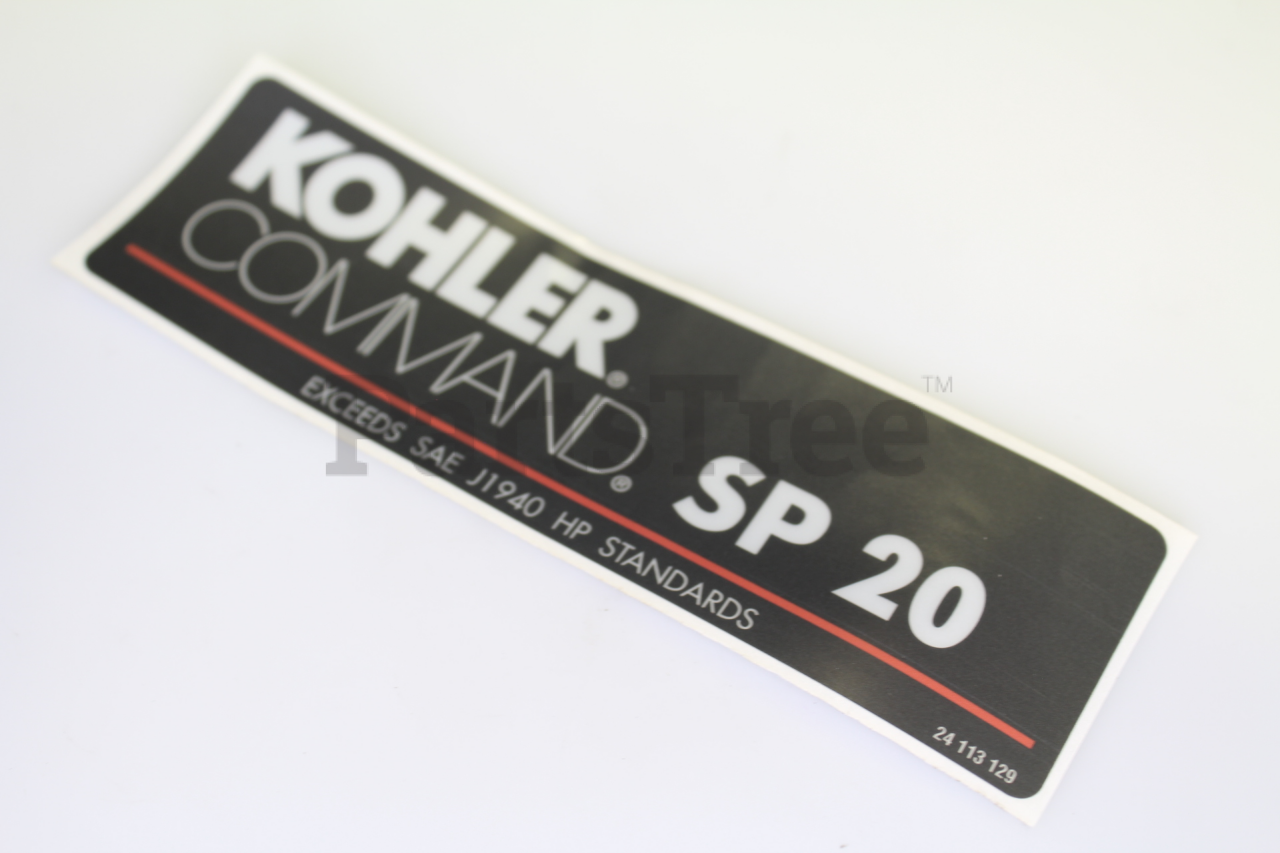 KOHLER®
COMMAND® SP 20
EXCEEDS SAE J1940 HP STANDARDS
24 113 129
PartsTree™